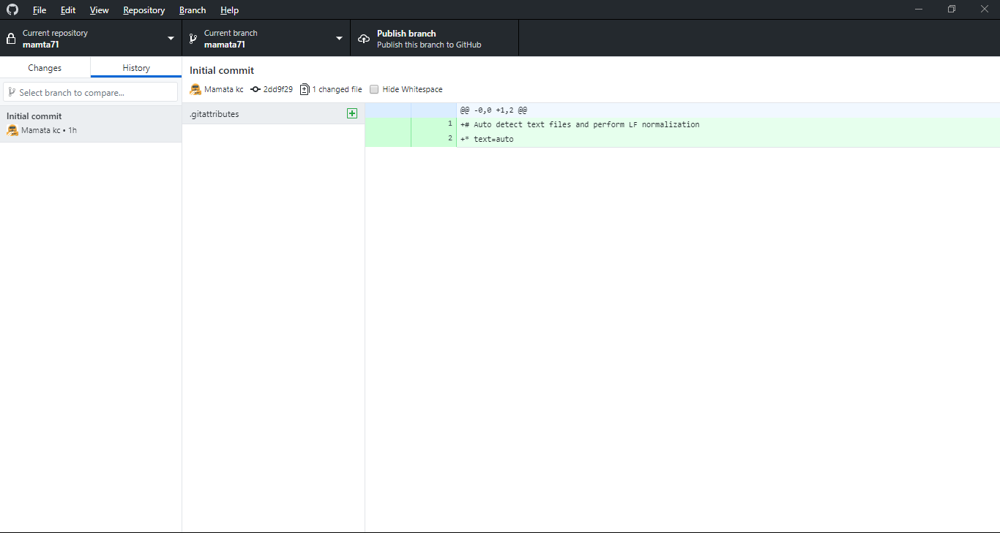 File Edit View Repository Branch Help
Current repository
mamta71
Current branch
mamata71
Publish branch
Publish this branch to GitHub
Changes
History
Select branch to compare...
Initial commit
Mamata kc • 1h
Initial commit
Mamata kc 2dd9f29 1 changed file Hide Whitespace
.gitattributes
@@ -0,0 +1,2 @@
1 +# Auto detect text files and perform LF normalization
2 +* text=auto